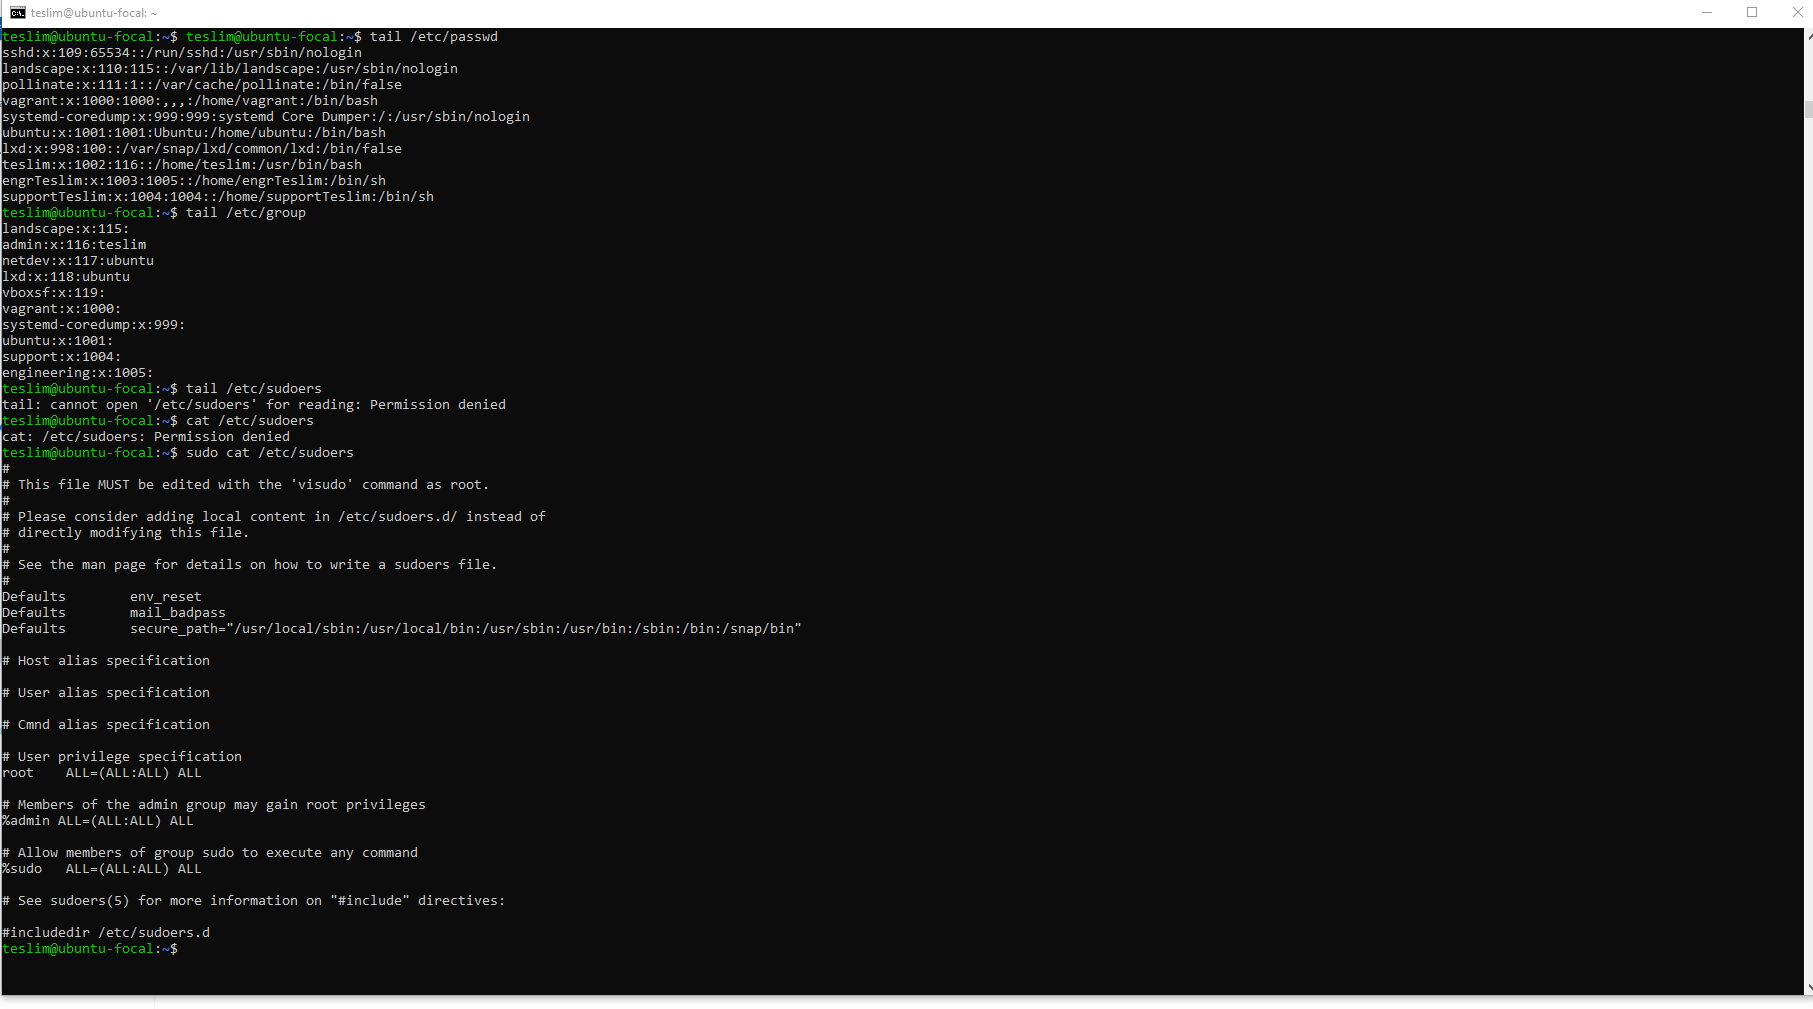 teslim@ubuntu-focal: ~
teslim@ubuntu-focal:~$ teslim@ubuntu-focal:~$ tail /etc/passwd
sshd:x:109:65534::/run/sshd:/usr/sbin/nologin
landscape:x:110:115::/var/lib/landscape:/usr/sbin/nologin
pollinate:x:111:1::/var/cache/pollinate:/bin/false
vagrant:x:1000:1000:,,,:/home/vagrant:/bin/bash
systemd-coredump:x:999:999:systemd Core Dumper:/:/usr/sbin/nologin
ubuntu:x:1001:1001:Ubuntu:/home/ubuntu:/bin/bash
lxd:x:998:100::/var/snap/lxd/common/lxd:/bin/false
teslim:x:1002:116::/home/teslim:/usr/bin/bash
engrTeslim:x:1003:1005::/home/engrTeslim:/bin/sh
supportTeslim:x:1004:1004::/home/supportTeslim:/bin/sh
teslim@ubuntu-focal:~$ tail /etc/group
landscape:x:115:
admin:x:116:teslim
netdev:x:117:ubuntu
lxd:x:118:ubuntu
vboxsf:x:119:
vagrant:x:1000:
systemd-coredump:x:999:
ubuntu:x:1001:
support:x:1004:
engineering:x:1005:
teslim@ubuntu-focal:~$ tail /etc/sudoers
tail: cannot open '/etc/sudoers' for reading: Permission denied
teslim@ubuntu-focal:~$ cat /etc/sudoers
cat: /etc/sudoers: Permission denied
teslim@ubuntu-focal:~$ sudo cat /etc/sudoers
#
# This file MUST be edited with the 'visudo' command as root.
#
# Please consider adding local content in /etc/sudoers.d/ instead of
# directly modifying this file.
#
# See the man page for details on how to write a sudoers file.
#
Defaults        env_reset
Defaults        mail_badpass
Defaults        secure_path="/usr/local/sbin:/usr/local/bin:/usr/sbin:/usr/bin:/sbin:/bin:/snap/bin"
# Host alias specification
# User alias specification
# Cmnd alias specification
# User privilege specification
root    ALL=(ALL:ALL) ALL
# Members of the admin group may gain root privileges
%admin ALL=(ALL:ALL) ALL
# Allow members of group sudo to execute any command
%sudo   ALL=(ALL:ALL) ALL
# See sudoers(5) for more information on "#include" directives:
#includedir /etc/sudoers.d
teslim@ubuntu-focal:~$